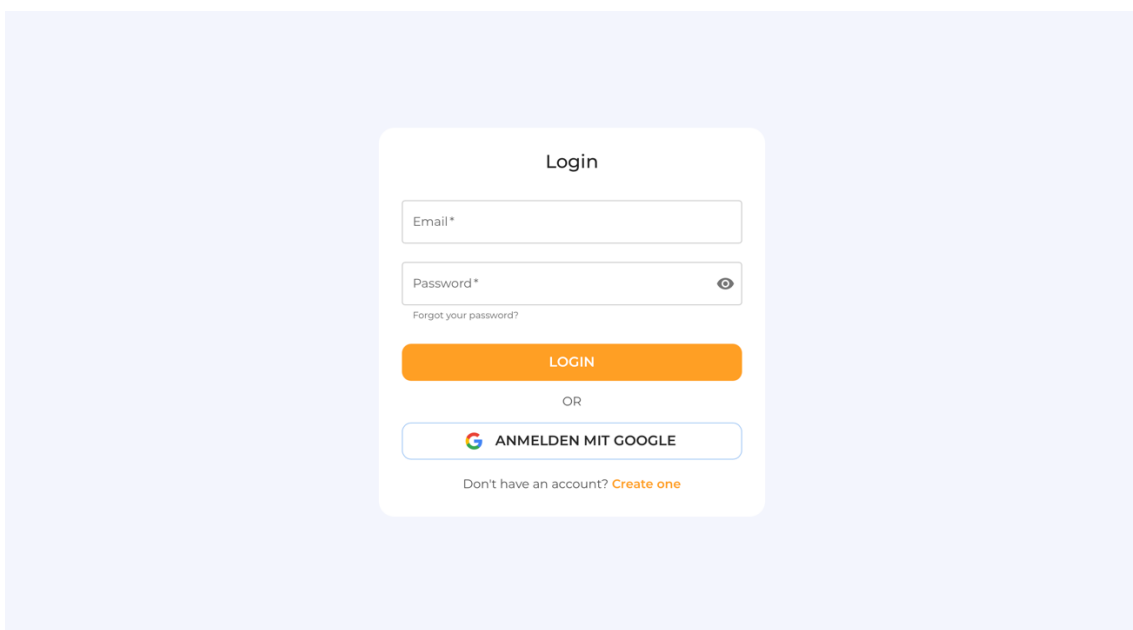 Login
Email*
Password*
Forgot your password?
LOGIN
OR
ANMELDEN MIT GOOGLE
Don't have an account? Create one